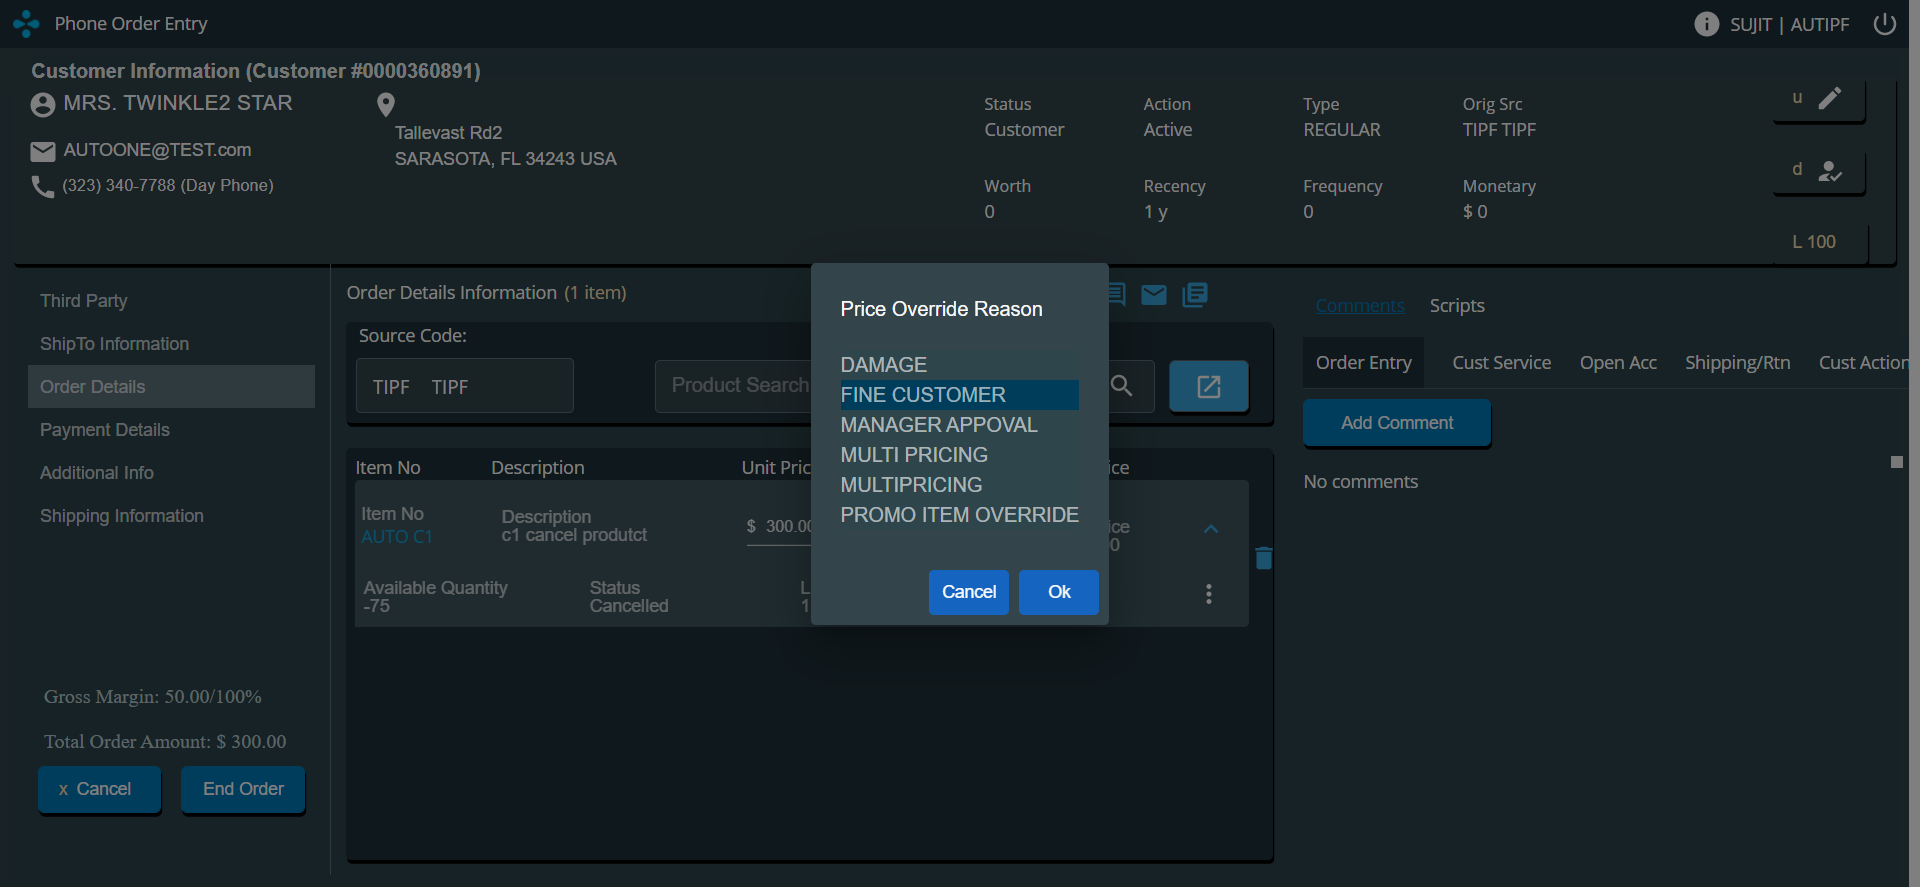 Phone Order Entry
SUJIT | AUTIPF
Customer Information (Customer #0000360891)
MRS. TWINKLE2 STAR
AUTOONE@TEST.com
(323) 340-7788 (Day Phone)
Tallevast Rd2
SARASOTA, FL 34243 USA
Status
Customer
Action
Active
Type
REGULAR
Orig Src
TIPF TIPF
Worth
0
Recency
1 y
Frequency
0
Monetary
$ 0
u
d
L 100
Third Party
ShipTo Information
Order Details
Payment Details
Additional Info
Shipping Information
Gross Margin: 50.00/100%
Total Order Amount: $ 300.00
x Cancel
End Order
Order Details Information (1 item)
Source Code:
TIPF TIPF
Product Search
Item No Description Unit Pric ice
Item No
AUTO C1
Description
c1 cancel produtct
$ 300.00
ice
0
Available Quantity
-75
Status
Cancelled
L
1
Price Override Reason
DAMAGE
FINE CUSTOMER
MANAGER APPOVAL
MULTI PRICING
MULTIPRICING
PROMO ITEM OVERRIDE
Cancel
Ok
Comments Scripts
Order Entry Cust Service Open Acc Shipping/Rtn Cust Action
Add Comment
No comments